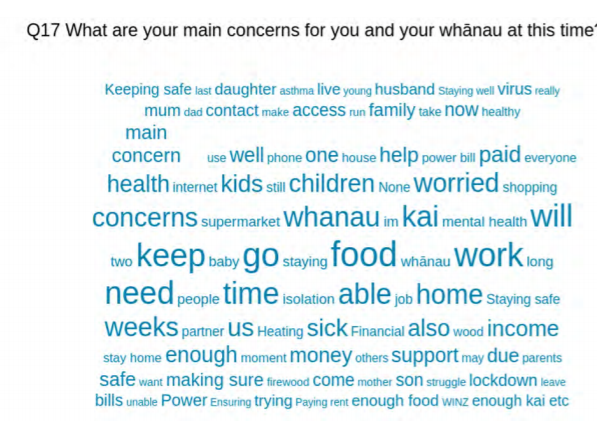 Q17 What are your main concerns for you and your whānau at this time?
Keeping safe last daughter asthma live young husband Staying well virus really
mum dad contact make access run family take now healthy
main
concern use well phone one house help power bill paid everyone
health internet kids still children None worried shopping
concerns supermarket whanau im kai mental health will
two keep baby go staying food whānau work long
need people time isolation able job home Staying safe
weeks partner us Heating sick Financial also wood income
stay home enough moment money others support may due parents
safe want making sure firewood come mother son struggle lockdown leave
bills unable Power Ensuring trying Paying rent enough food WINZ enough kai etc